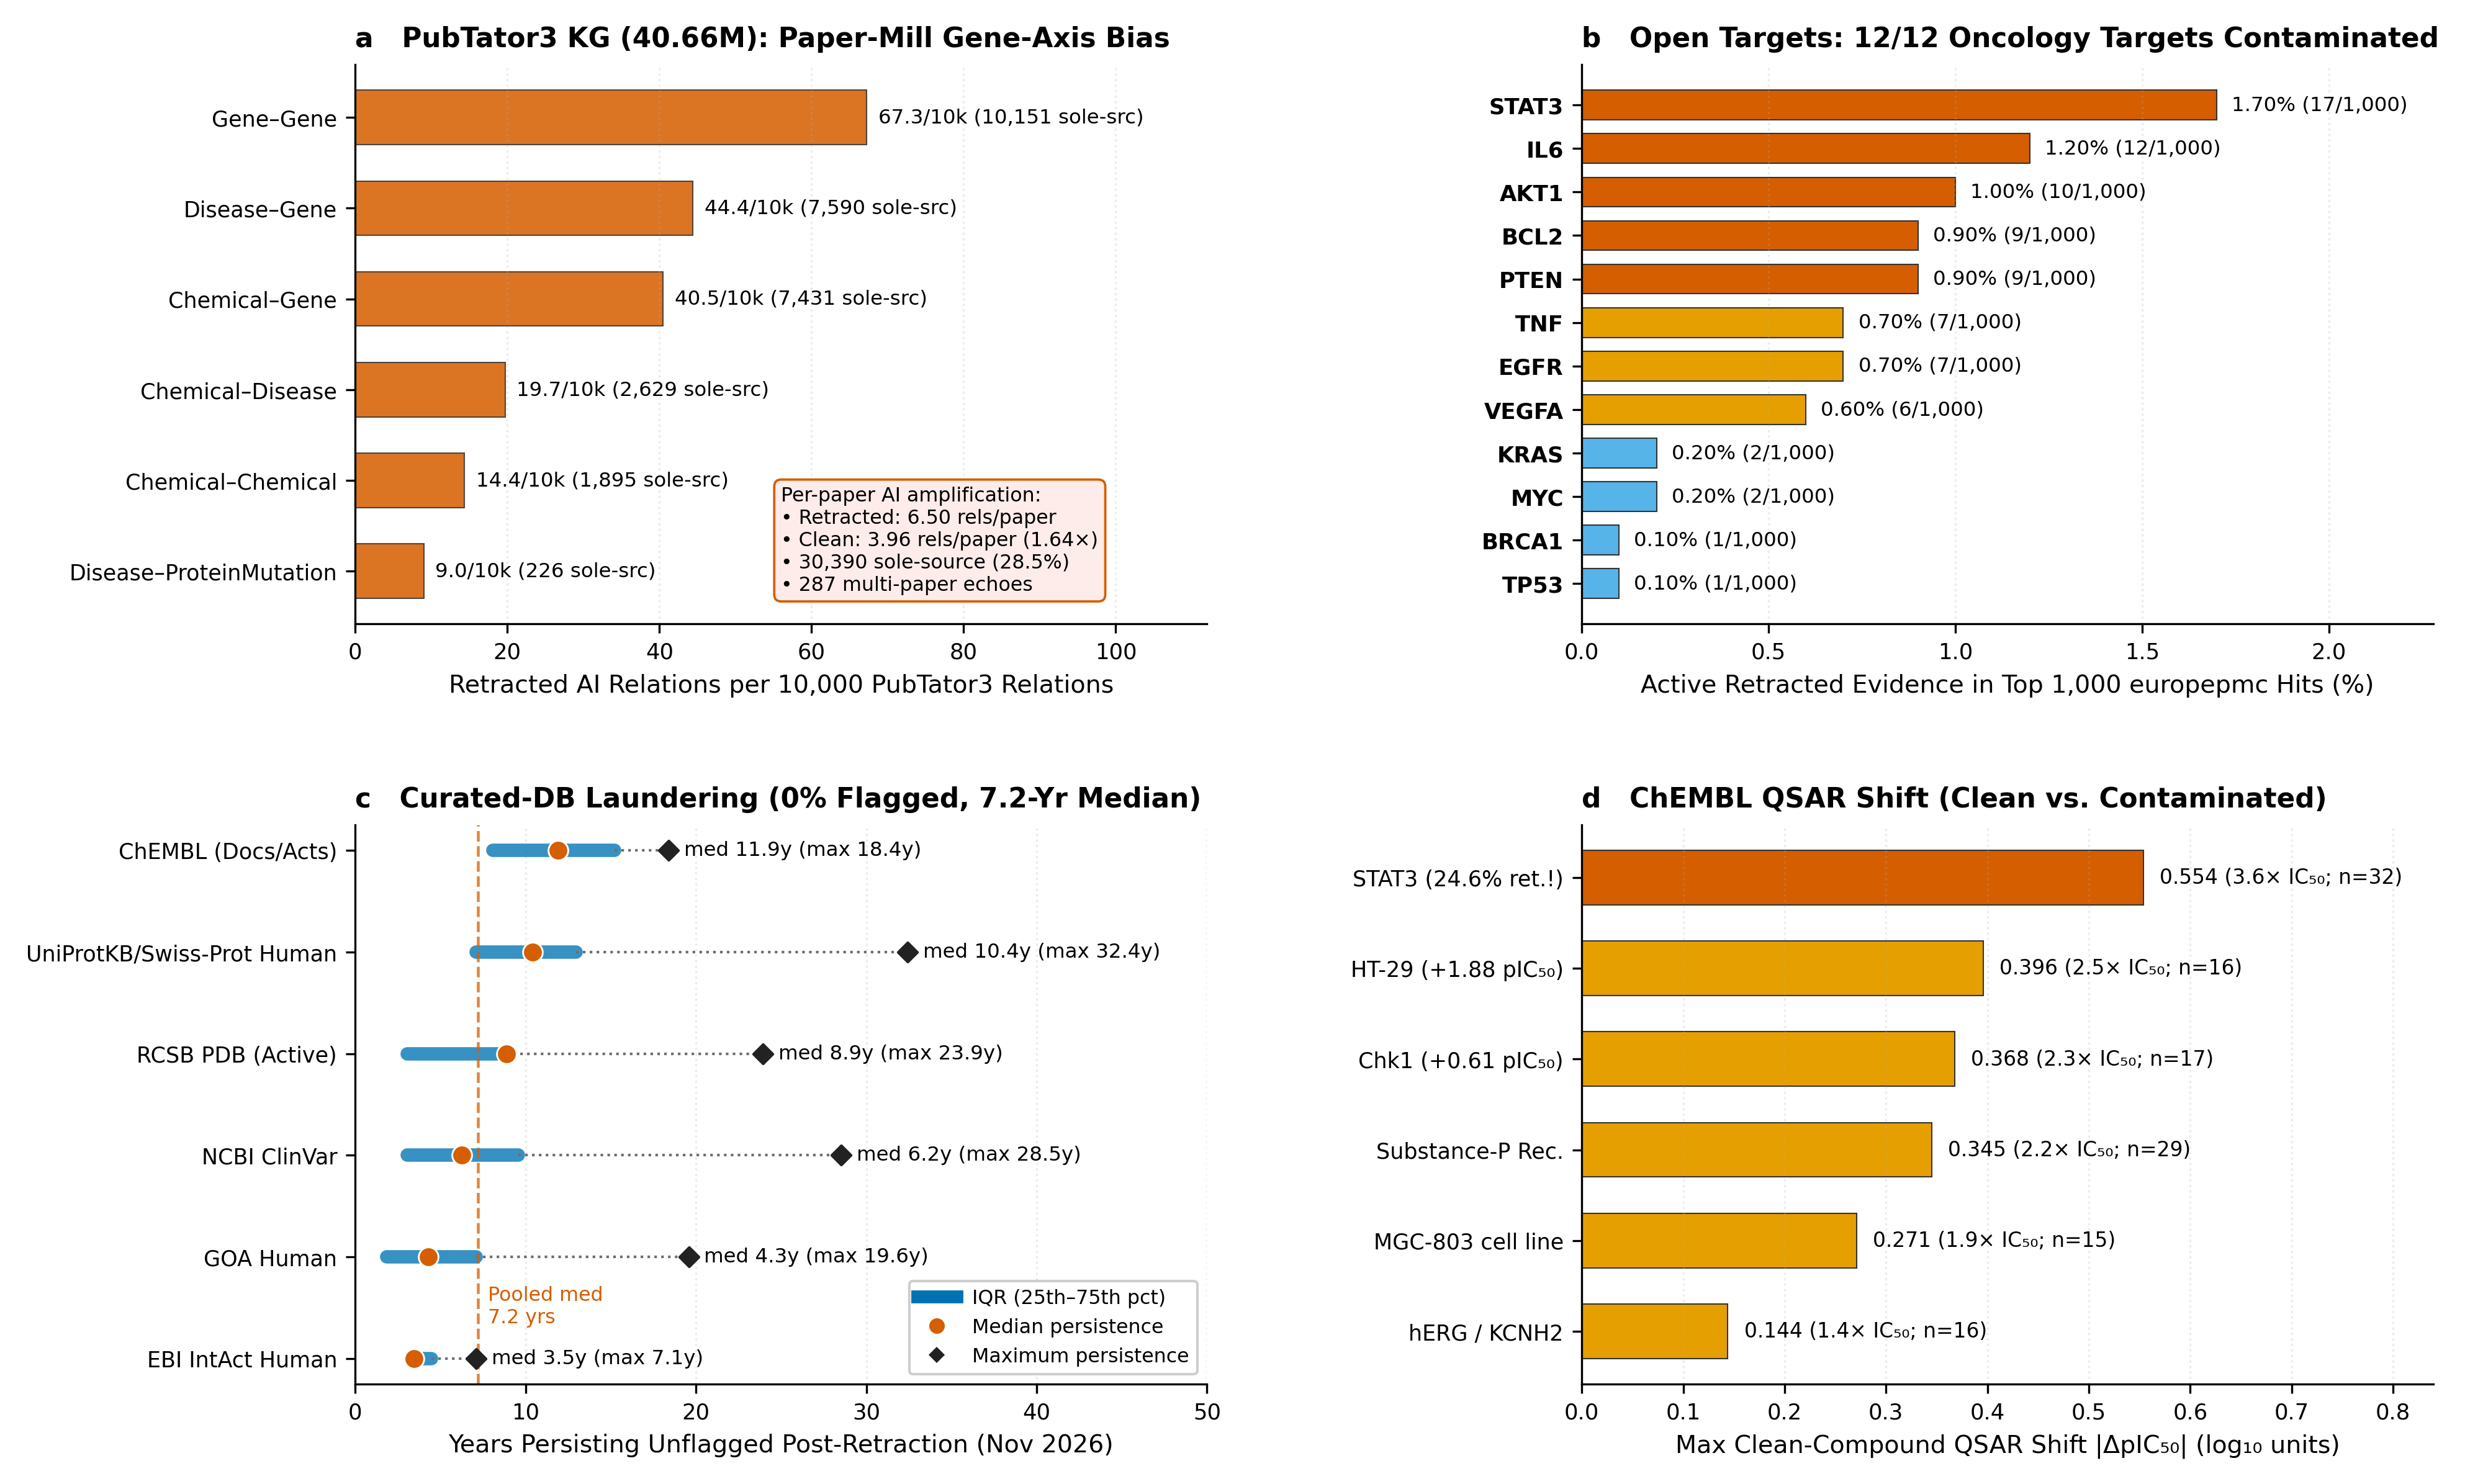 a PubTator3 KG (40.66M): Paper-Mill Gene-Axis Bias
Gene–Gene
67.3/10k (10,151 sole-src)
Disease–Gene
44.4/10k (7,590 sole-src)
Chemical–Gene
40.5/10k (7,431 sole-src)
Chemical–Disease
19.7/10k (2,629 sole-src)
Chemical–Chemical
14.4/10k (1,895 sole-src)
Disease–ProteinMutation
9.0/10k (226 sole-src)
Per-paper AI amplification:
• Retracted: 6.50 rels/paper
• Clean: 3.96 rels/paper (1.64×)
• 30,390 sole-source (28.5%)
• 287 multi-paper echoes
0 20 40 60 80 100
Retracted AI Relations per 10,000 PubTator3 Relations
b Open Targets: 12/12 Oncology Targets Contaminated
STAT3 1.70% (17/1,000)
IL6 1.20% (12/1,000)
AKT1 1.00% (10/1,000)
BCL2 0.90% (9/1,000)
PTEN 0.90% (9/1,000)
TNF 0.70% (7/1,000)
EGFR 0.70% (7/1,000)
VEGFA 0.60% (6/1,000)
KRAS 0.20% (2/1,000)
MYC 0.20% (2/1,000)
BRCA1 0.10% (1/1,000)
TP53 0.10% (1/1,000)
0.0 0.5 1.0 1.5 2.0
Active Retracted Evidence in Top 1,000 europepmc Hits (%)
c Curated-DB Laundering (0% Flagged, 7.2-Yr Median)
ChEMBL (Docs/Acts) med 11.9y (max 18.4y)
UniProtKB/Swiss-Prot Human med 10.4y (max 32.4y)
RCSB PDB (Active) med 8.9y (max 23.9y)
NCBI ClinVar med 6.2y (max 28.5y)
GOA Human med 4.3y (max 19.6y)
Pooled med
7.2 yrs
EBI IntAct Human med 3.5y (max 7.1y)
IQR (25th–75th pct)
Median persistence
Maximum persistence
0 10 20 30 40 50
Years Persisting Unflagged Post-Retraction (Nov 2026)
d ChEMBL QSAR Shift (Clean vs. Contaminated)
STAT3 (24.6% ret.!) 0.554 (3.6× IC₅₀; n=32)
HT-29 (+1.88 pIC₅₀) 0.396 (2.5× IC₅₀; n=16)
Chk1 (+0.61 pIC₅₀) 0.368 (2.3× IC₅₀; n=17)
Substance-P Rec. 0.345 (2.2× IC₅₀; n=29)
MGC-803 cell line 0.271 (1.9× IC₅₀; n=15)
hERG / KCNH2 0.144 (1.4× IC₅₀; n=16)
0.0 0.1 0.2 0.3 0.4 0.5 0.6 0.7 0.8
Max Clean-Compound QSAR Shift |ΔpIC₅₀| (log₁₀ units)